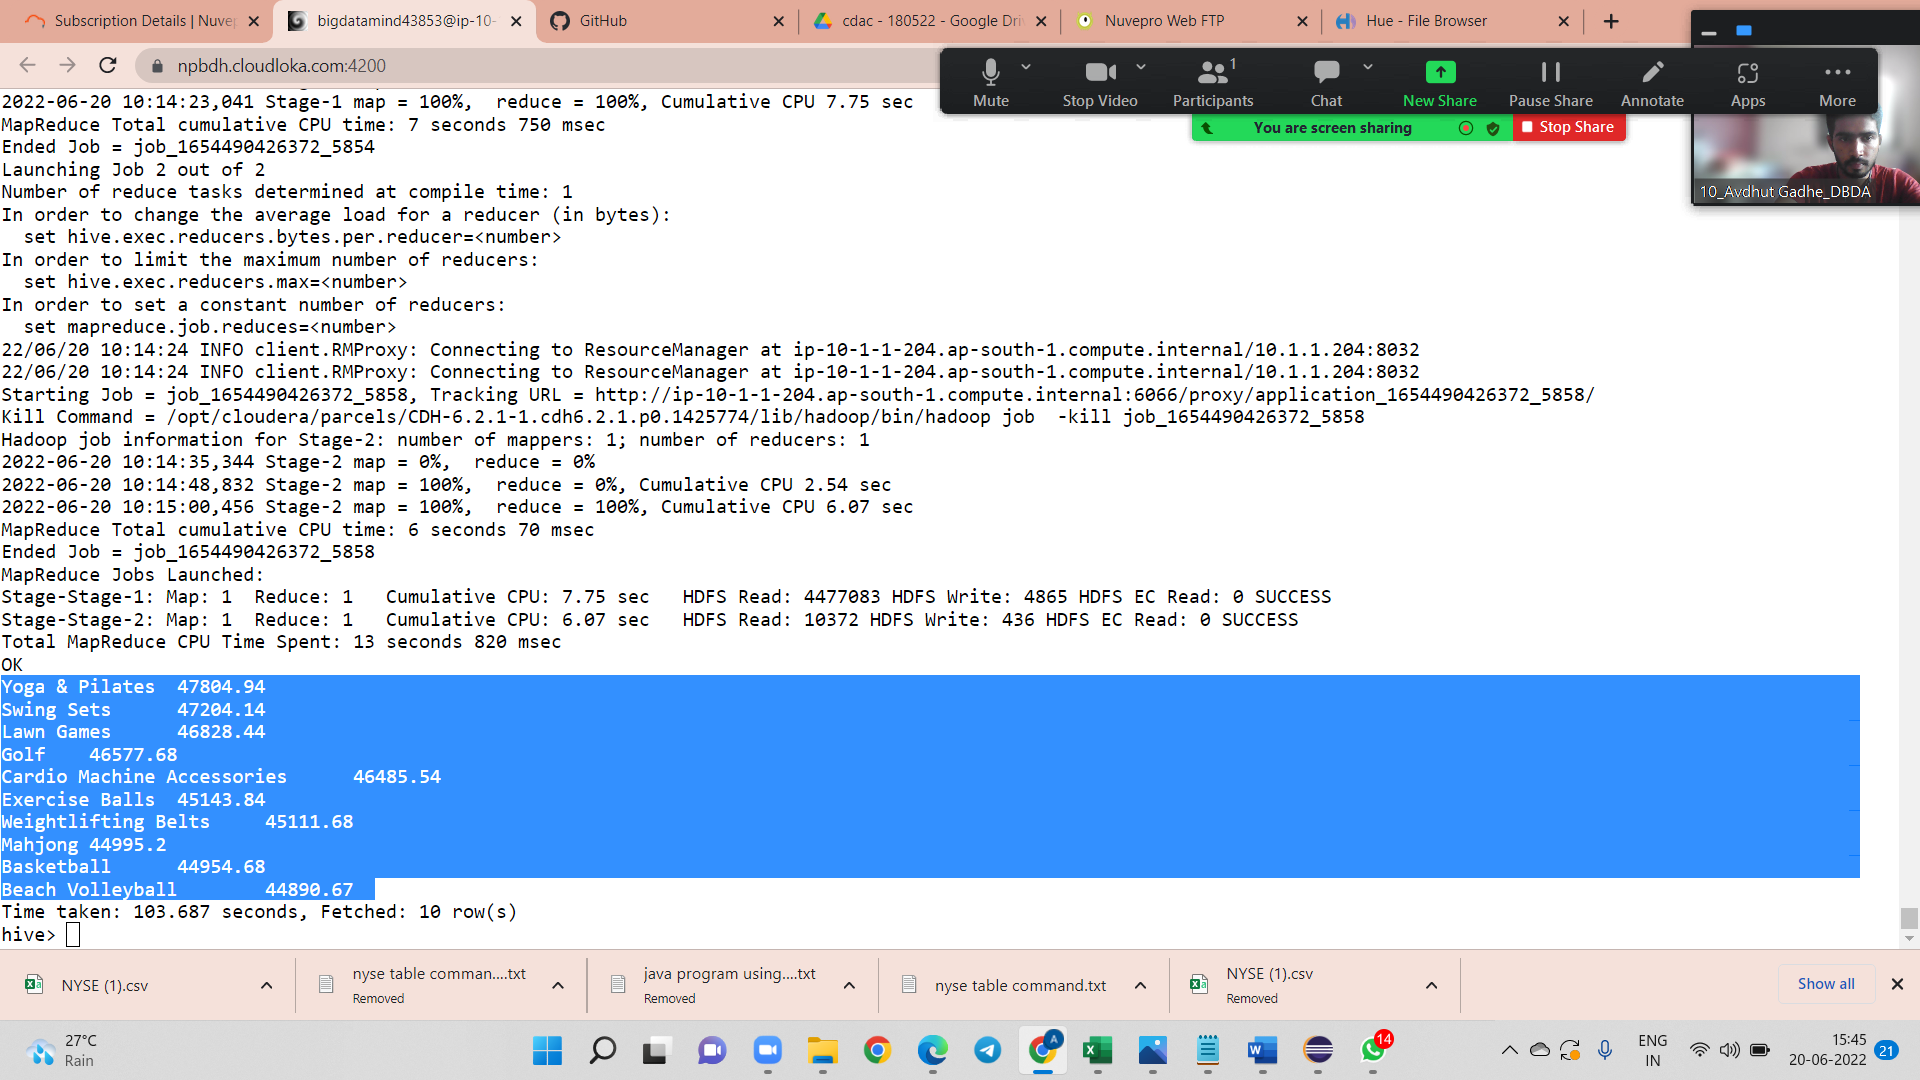 Subscription Details | Nuvep
bigdatamind43853@ip-10-
GitHub
cdac - 180522 - Google Driv
Nuvepro Web FTP
Hue - File Browser
npbdh.cloudloka.com:4200
Mute
Stop Video
1
Participants
Chat
New Share
Pause Share
Annotate
Apps
More
You are screen sharing
Stop Share
10_Avdhut Gadhe_DBDA
2022-06-20 10:14:23,041 Stage-1 map = 100%,  reduce = 100%, Cumulative CPU 7.75 sec
MapReduce Total cumulative CPU time: 7 seconds 750 msec
Ended Job = job_1654490426372_5854
Launching Job 2 out of 2
Number of reduce tasks determined at compile time: 1
In order to change the average load for a reducer (in bytes):
  set hive.exec.reducers.bytes.per.reducer=<number>
In order to limit the maximum number of reducers:
  set hive.exec.reducers.max=<number>
In order to set a constant number of reducers:
  set mapreduce.job.reduces=<number>
22/06/20 10:14:24 INFO client.RMProxy: Connecting to ResourceManager at ip-10-1-1-204.ap-south-1.compute.internal/10.1.1.204:8032
22/06/20 10:14:24 INFO client.RMProxy: Connecting to ResourceManager at ip-10-1-1-204.ap-south-1.compute.internal/10.1.1.204:8032
Starting Job = job_1654490426372_5858, Tracking URL = http://ip-10-1-1-204.ap-south-1.compute.internal:6066/proxy/application_1654490426372_5858/
Kill Command = /opt/cloudera/parcels/CDH-6.2.1-1.cdh6.2.1.p0.1425774/lib/hadoop/bin/hadoop job  -kill job_1654490426372_5858
Hadoop job information for Stage-2: number of mappers: 1; number of reducers: 1
2022-06-20 10:14:35,344 Stage-2 map = 0%,  reduce = 0%
2022-06-20 10:14:48,832 Stage-2 map = 100%,  reduce = 0%, Cumulative CPU 2.54 sec
2022-06-20 10:15:00,456 Stage-2 map = 100%,  reduce = 100%, Cumulative CPU 6.07 sec
MapReduce Total cumulative CPU time: 6 seconds 70 msec
Ended Job = job_1654490426372_5858
MapReduce Jobs Launched:
Stage-Stage-1: Map: 1  Reduce: 1   Cumulative CPU: 7.75 sec   HDFS Read: 4477083 HDFS Write: 4865 HDFS EC Read: 0 SUCCESS
Stage-Stage-2: Map: 1  Reduce: 1   Cumulative CPU: 6.07 sec   HDFS Read: 10372 HDFS Write: 436 HDFS EC Read: 0 SUCCESS
Total MapReduce CPU Time Spent: 13 seconds 820 msec
OK
Yoga & Pilates  47804.94
Swing Sets      47204.14
Lawn Games      46828.44
Golf    46577.68
Cardio Machine Accessories      46485.54
Exercise Balls  45143.84
Weightlifting Belts     45111.68
Mahjong 44995.2
Basketball      44954.68
Beach Volleyball        44890.67
Time taken: 103.687 seconds, Fetched: 10 row(s)
hive>
NYSE (1).csv
nyse table comman....txt
Removed
java program using....txt
Removed
nyse table command.txt
NYSE (1).csv
Removed
Show all
27°C
Rain
A
14
ENG
IN
15:45
20-06-2022
21